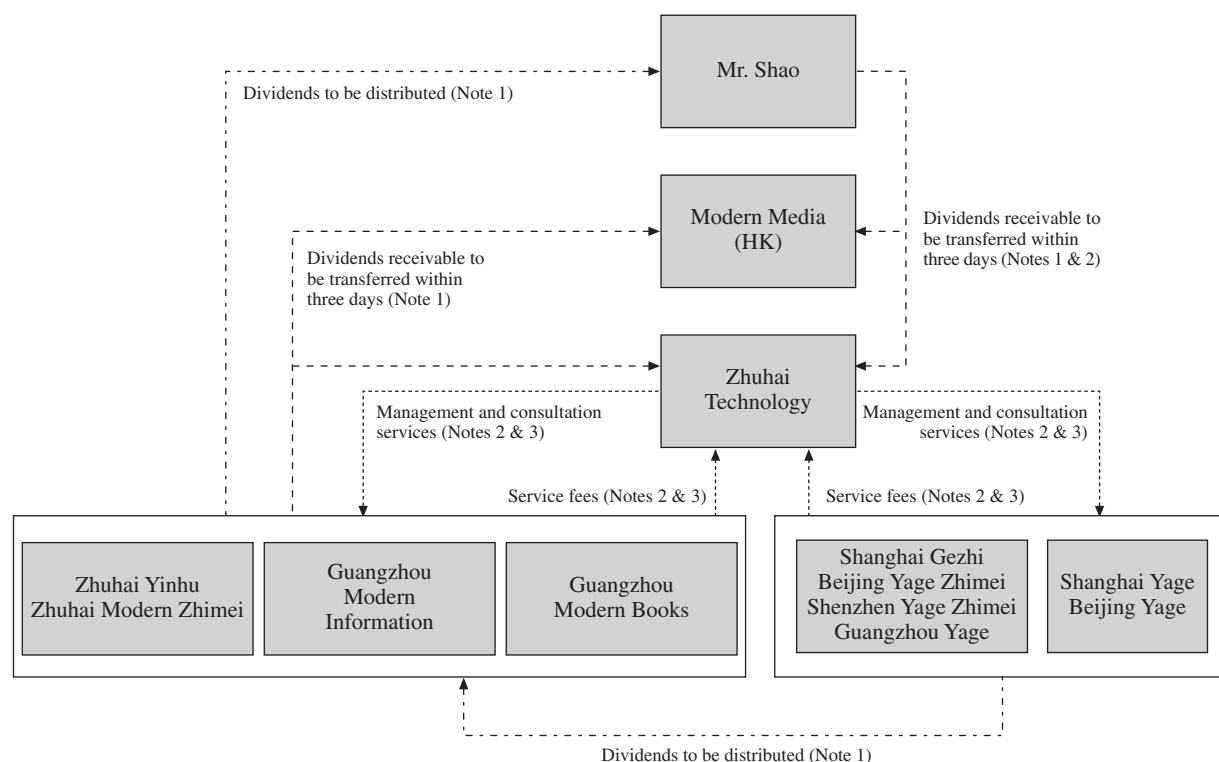 Mr. Shao
Dividends to be distributed (Note 1)
Modern Media
(HK)
Dividends receivable to
be transferred within
three days (Notes 1 & 2)
Dividends receivable to
be transferred within
three days (Note 1)
Zhuhai
Technology
Management and consultation
services (Notes 2 & 3)
Management and consultation
services (Notes 2 & 3)
Service fees (Notes 2 & 3)
Service fees (Notes 2 & 3)
Zhuhai Yinhu
Zhuhai Modern Zhimei
Guangzhou
Modern
Information
Guangzhou
Modern Books
Shanghai Gezhi
Beijing Yage Zhimei
Shenzhen Yage Zhimei
Guangzhou Yage
Shanghai Yage
Beijing Yage
Dividends to be distributed (Note 1)